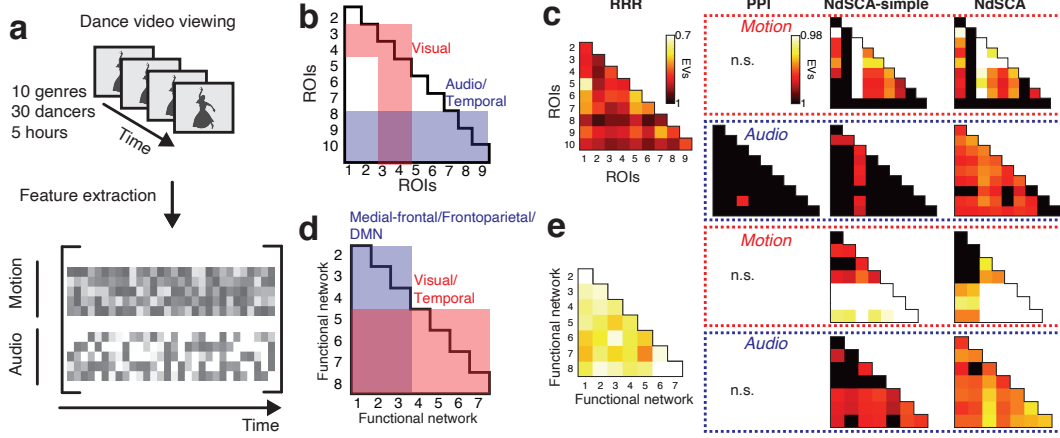 a
Dance video viewing
10 genres
30 dancers
5 hours
Time
Feature extraction
Motion
Audio
Time
b
ROIs
2
3
4
5
6
7
8
9
10
Visual
Audio/
Temporal
1 2 3 4 5 6 7 8 9
ROIs
d
Medial-frontal/Frontoparietal/
DMN
Functional network
2
3
4
5
6
7
8
Visual/
Temporal
1 2 3 4 5 6 7
Functional network
c
RRR
PPI
NdSCA-simple
NdSCA
ROIs
2
3
4
5
6
7
8
9
10
1 2 3 4 5 6 7 8 9
ROIs
0.7
EVs
1
Motion
n.s.
0.98
EVs
1
Audio
e
Functional network
2
3
4
5
6
7
8
1 2 3 4 5 6 7
Functional network
Motion
n.s.
Audio
n.s.